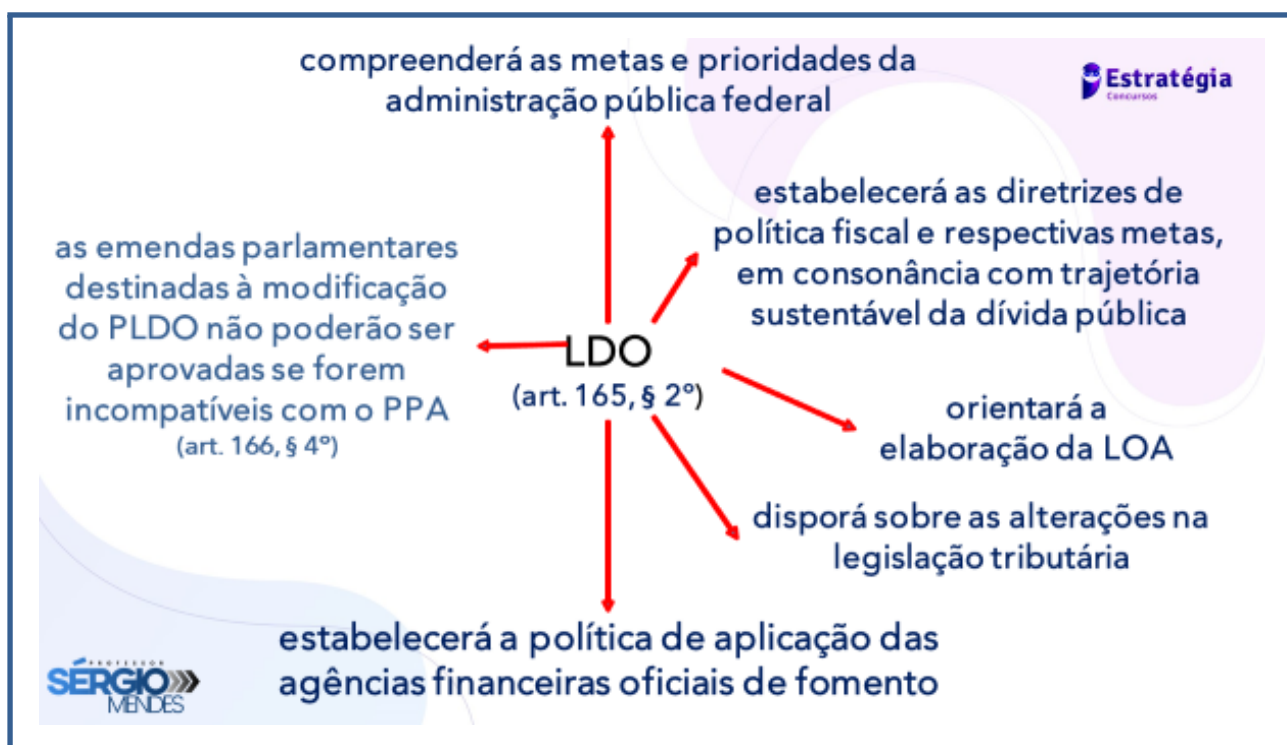 compreenderá as metas e prioridades da
administração pública federal
Estratégia
Concursos
estabelecerá as diretrizes de
política fiscal e respectivas metas,
em consonância com trajetória
sustentável da dívida pública
as emendas parlamentares
destinadas à modificação
do PLDO não poderão ser
aprovadas se forem
incompatíveis com o PPA
(art. 166, § 4º)
LDO
(art. 165, § 2º)
orientará a
elaboração da LOA
disporá sobre as alterações na
legislação tributária
estabelecerá a política de aplicação das
agências financeiras oficiais de fomento
PROFESSOR
SÉRGIO
MENDES